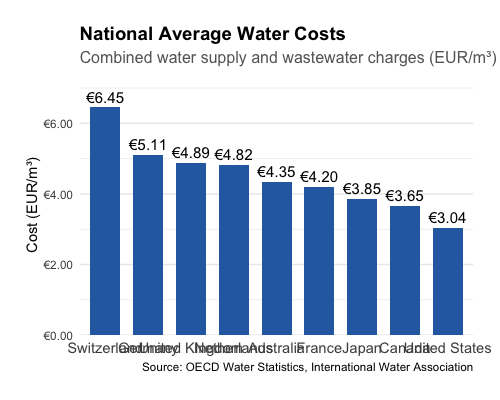 National Average Water Costs
Combined water supply and wastewater charges (EUR/m³)
Cost (EUR/m³)
€6.00
€4.00
€2.00
€0.00
€6.45
€5.11
€4.89
€4.82
€4.35
€4.20
€3.85
€3.65
€3.04
Switzerland Germany United Kingdom Netherlands Australia France Japan Canada United States
Source: OECD Water Statistics, International Water Association